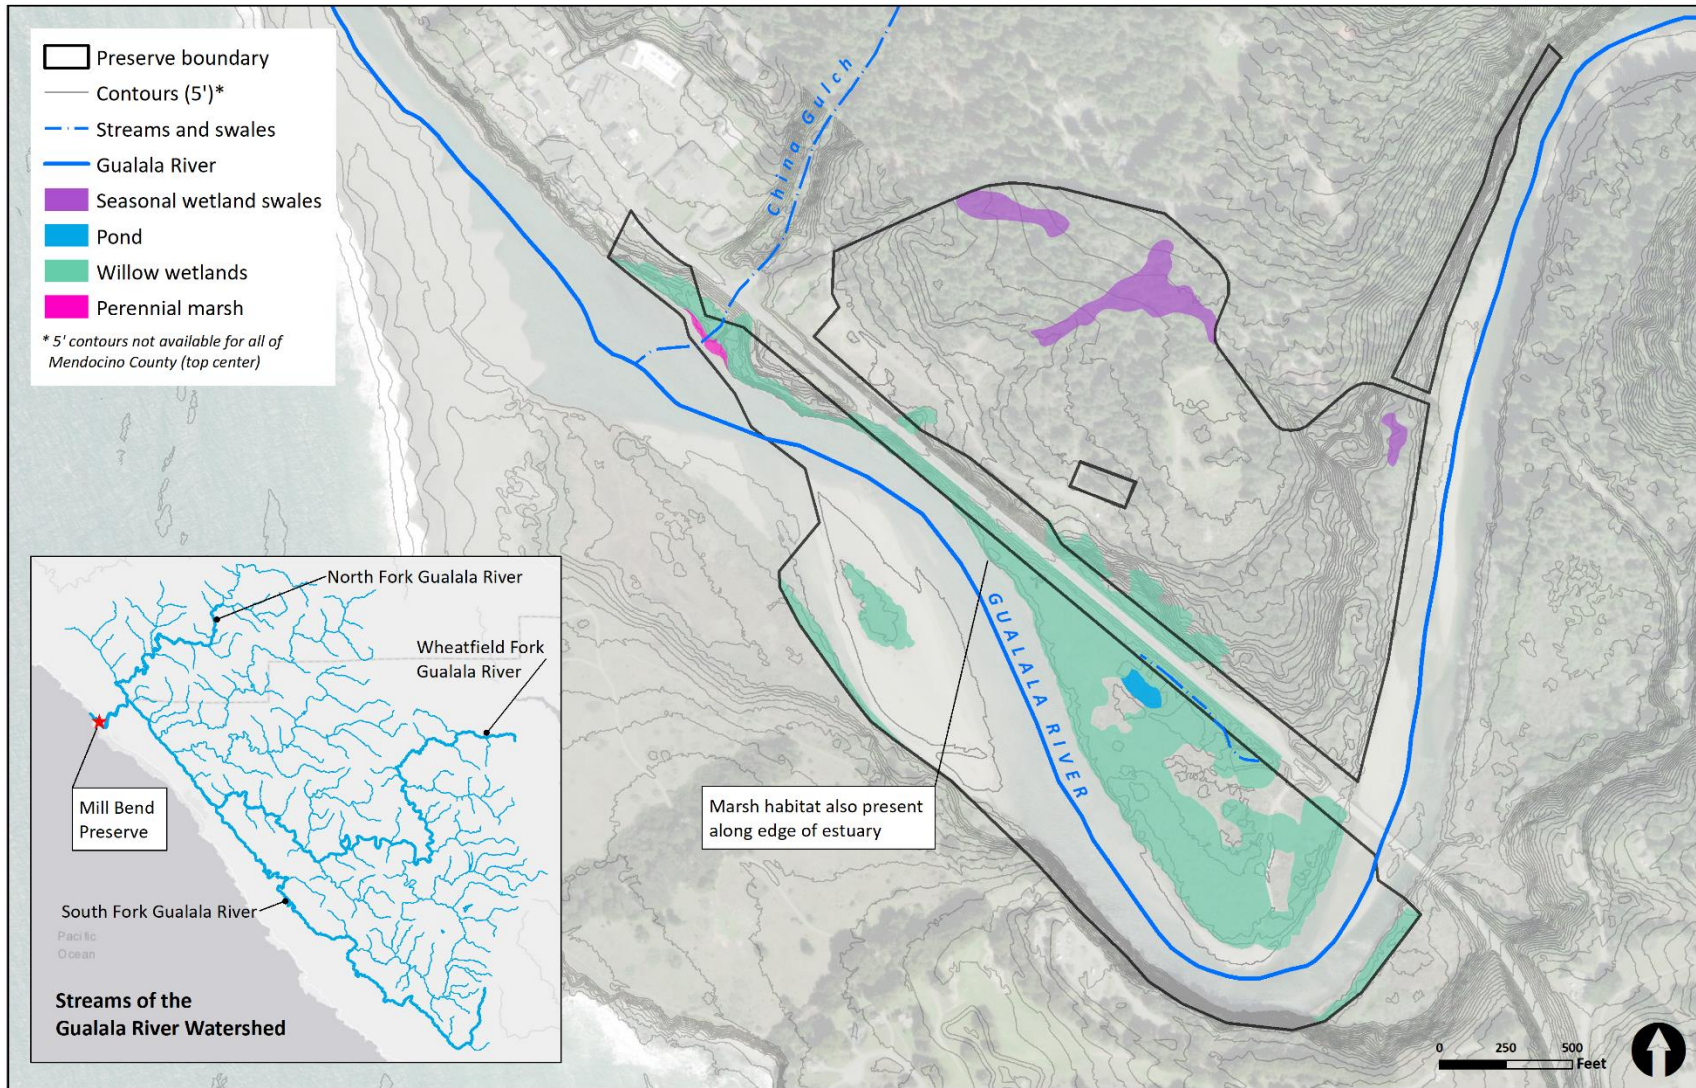 Preserve boundary
Contours (5')*
Streams and swales
Gualala River
Seasonal wetland swales
Pond
Willow wetlands
Perennial marsh
* 5' contours not available for all of
Mendocino County (top center)
China Gulch
GUALALA RIVER
Marsh habitat also present
along edge of estuary
North Fork Gualala River
Wheatfield Fork
Gualala River
Mill Bend
Preserve
South Fork Gualala River
Pacific
Ocean
Streams of the
Gualala River Watershed
0 250 500
Feet